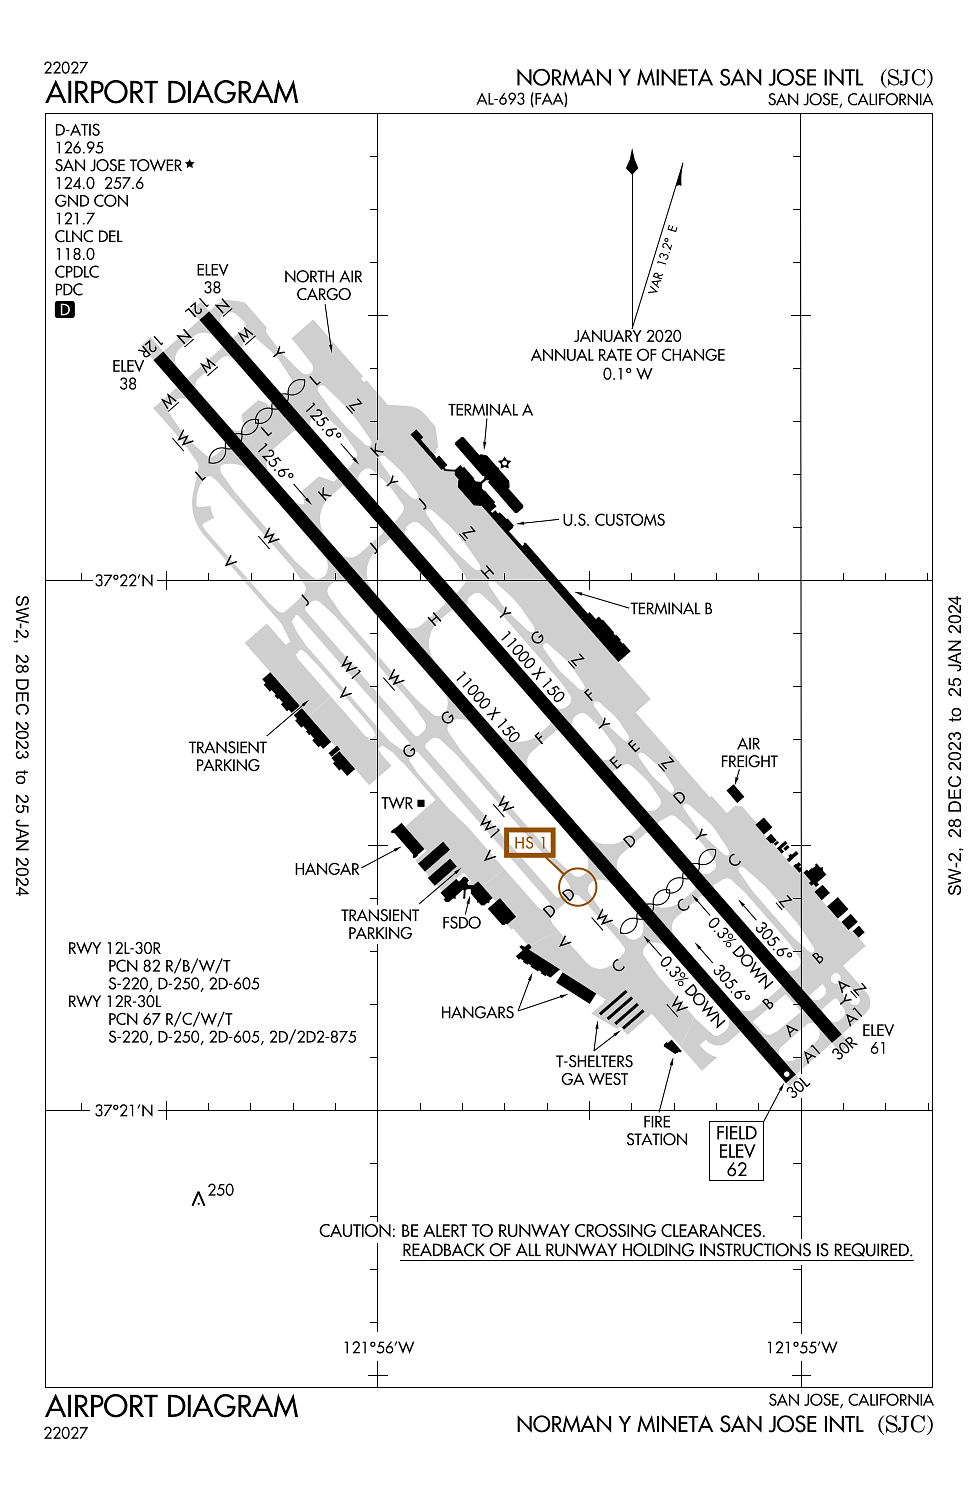 22027
AIRPORT DIAGRAM
NORMAN Y MINETA SAN JOSE INTL (SJC)
AL-693 (FAA)
SAN JOSE, CALIFORNIA
D-ATIS
126.95
SAN JOSE TOWER★
124.0 257.6
GND CON
121.7
CLNC DEL
118.0
CPDLC
PDC
D
VAR 13.2° E
JANUARY 2020
ANNUAL RATE OF CHANGE
0.1° W
ELEV
38
NORTH AIR
CARGO
12L
N
12R
N
W
W
Y
ELEV
38
W
W
L
L
L
Z
125.6°
125.6°
TERMINAL A
K
K
Y
J
J
Z
U.S. CUSTOMS
W
V
H
37°22'N
J
H
Y
G
Z
TERMINAL B
11000 X 150
11000 X 150
W1
V
W
G
G
F
F
Y
E
E
Z
TRANSIENT
PARKING
AIR
FREIGHT
TWR
W
W1
V
HS 1
D
D
Y
C
HANGAR
TRANSIENT
PARKING
FSDO
D
D
W
V
C
C
Z
B
305.6°
0.3% DOWN
305.6°
0.3% DOWN
RWY 12L-30R
PCN 82 R/B/W/T
S-220, D-250, 2D-605
RWY 12R-30L
PCN 67 R/C/W/T
S-220, D-250, 2D-605, 2D/2D2-875
HANGARS
W
B
A
A
Y
Z
A1
A1
30R
ELEV
61
30L
T-SHELTERS
GA WEST
FIRE
STATION
37°21'N
FIELD
ELEV
62
250
CAUTION: BE ALERT TO RUNWAY CROSSING CLEARANCES.
READBACK OF ALL RUNWAY HOLDING INSTRUCTIONS IS REQUIRED.
121°56'W
121°55'W
AIRPORT DIAGRAM
22027
SAN JOSE, CALIFORNIA
NORMAN Y MINETA SAN JOSE INTL (SJC)
SW-2, 28 DEC 2023 to 25 JAN 2024
SW-2, 28 DEC 2023 to 25 JAN 2024